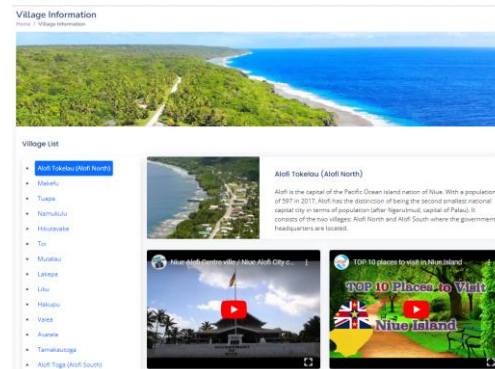 Village Information
Home / Village Information
Village List
Alofi Tokelau (Alofi North)
Makefu
Tuapa
Namukulu
Hikutavake
Toi
Mutalau
Lakepa
Liku
Hakupu
Vaiea
Avatele
Tamakautoga
Alofi Toga (Alofi South)
Alofi Tokelau (Alofi North)
Alofi is the capital of the Pacific Ocean island nation of Niue. With a population
of 597 in 2017, Alofi has the distinction of being the second smallest national
capital city in terms of population (after Ngerulmud, capital of Palau). It
consists of the two villages: Alofi North and Alofi South where the government
headquarters are located.
Niue Alofi Centre ville / Niue Alofi City c...
TOP 10 places to visit in Niue Island
TOP 10 Places to Visit
Niue Island